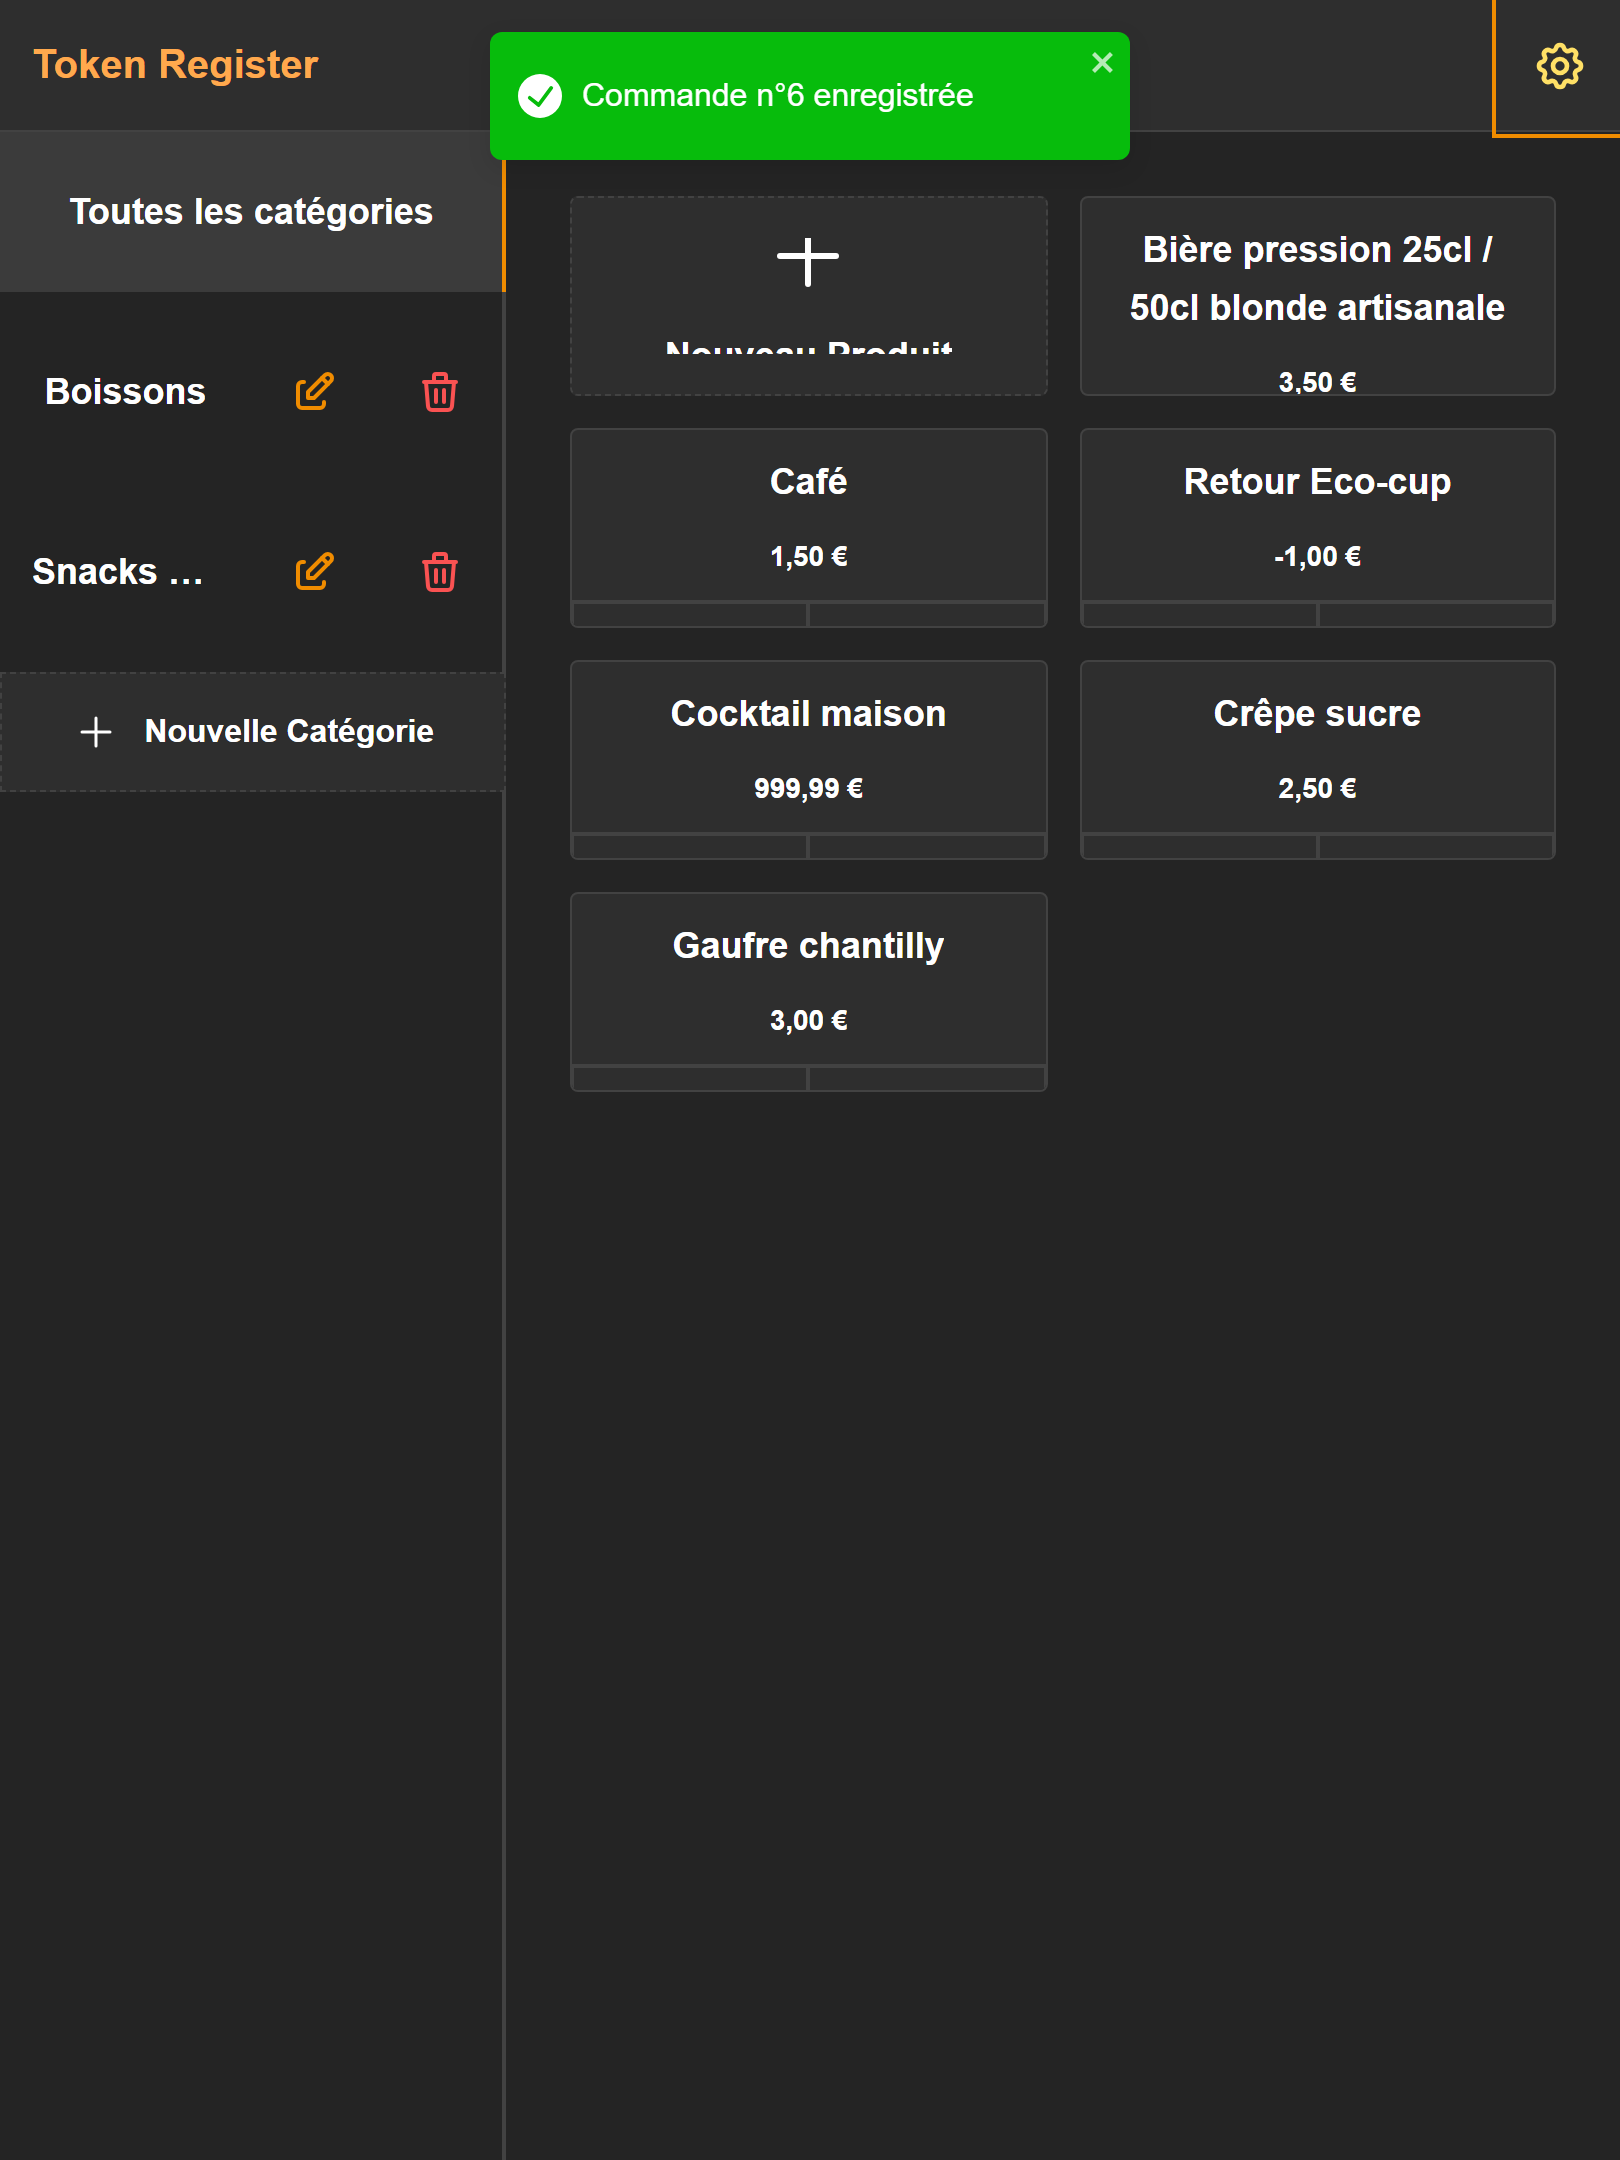 Token Register
Commande n°6 enregistrée
Toutes les catégories
Boissons
Snacks ...
Nouvelle Catégorie
Nouveau Produit
Bière pression 25cl /
50cl blonde artisanale
3,50 €
Café
1,50 €
Retour Eco-cup
-1,00 €
Cocktail maison
999,99 €
Crêpe sucre
2,50 €
Gaufre chantilly
3,00 €